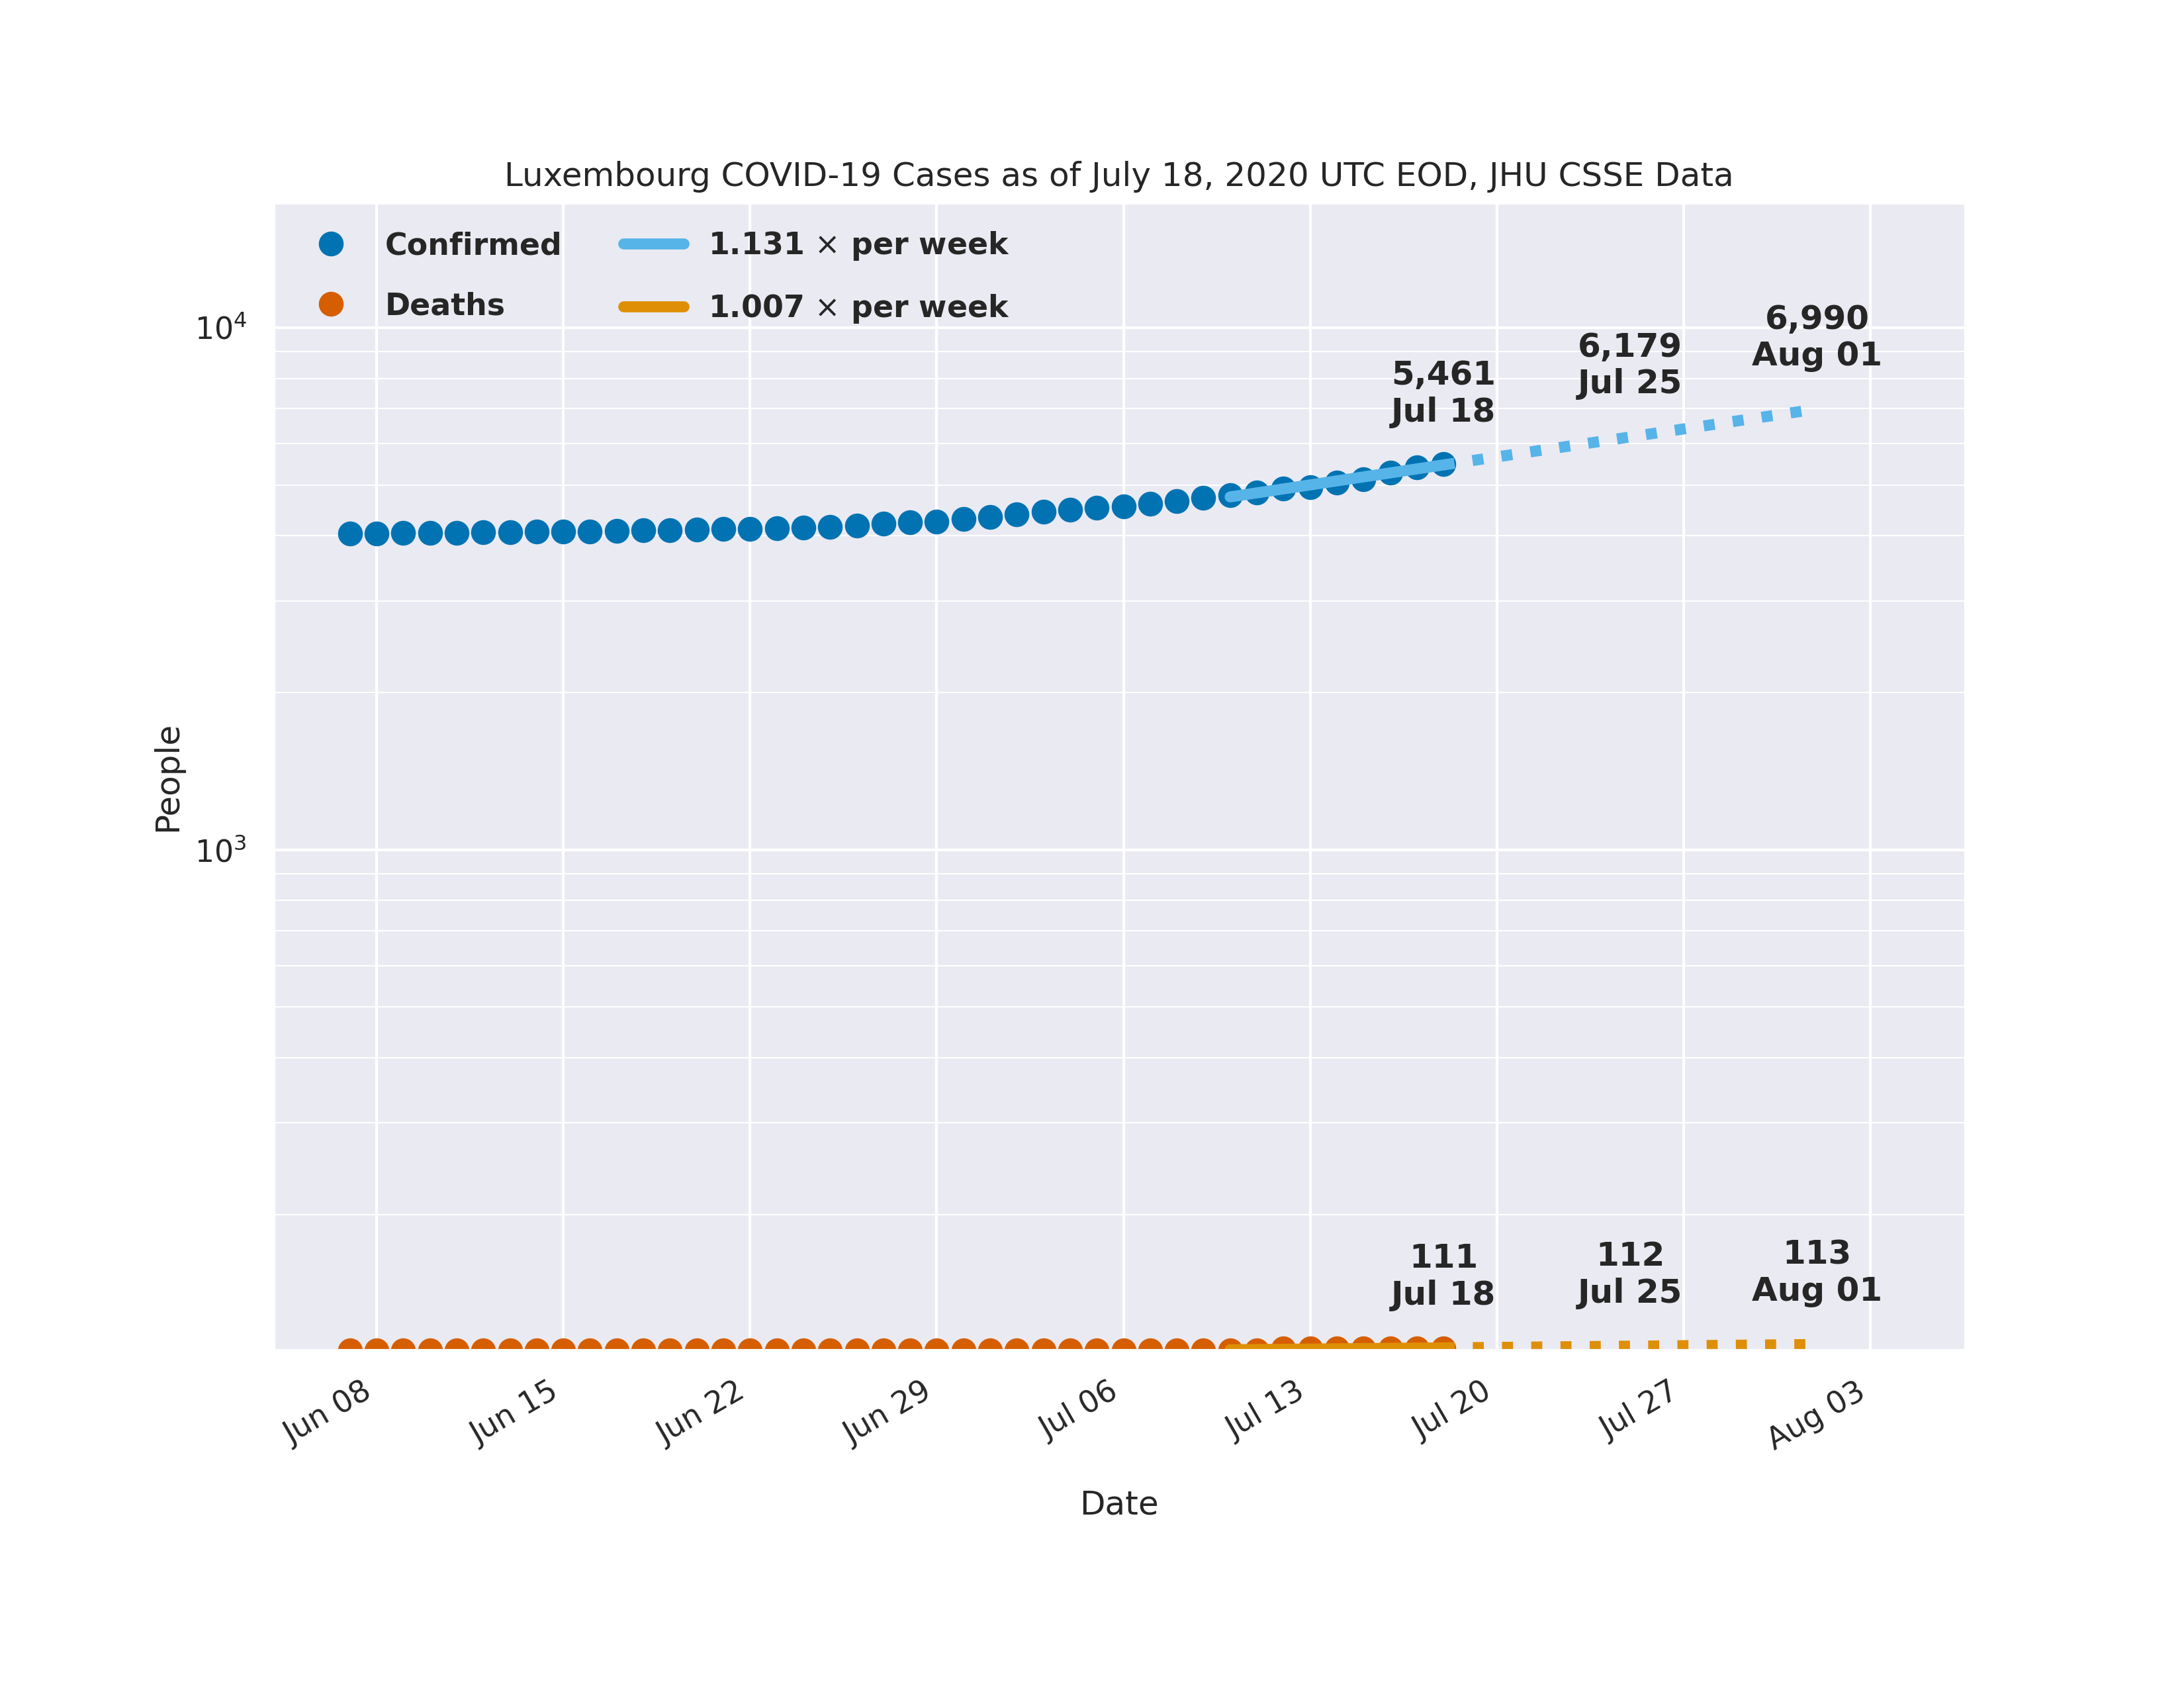 Luxembourg COVID-19 Cases as of July 18, 2020 UTC EOD, JHU CSSE Data
Confirmed
Deaths
1.131 × per week
1.007 × per week
10⁴
10³
People
5,461
Jul 18
6,179
Jul 25
6,990
Aug 01
111
Jul 18
112
Jul 25
113
Aug 01
Jun 08
Jun 15
Jun 22
Jun 29
Jul 06
Jul 13
Jul 20
Jul 27
Aug 03
Date